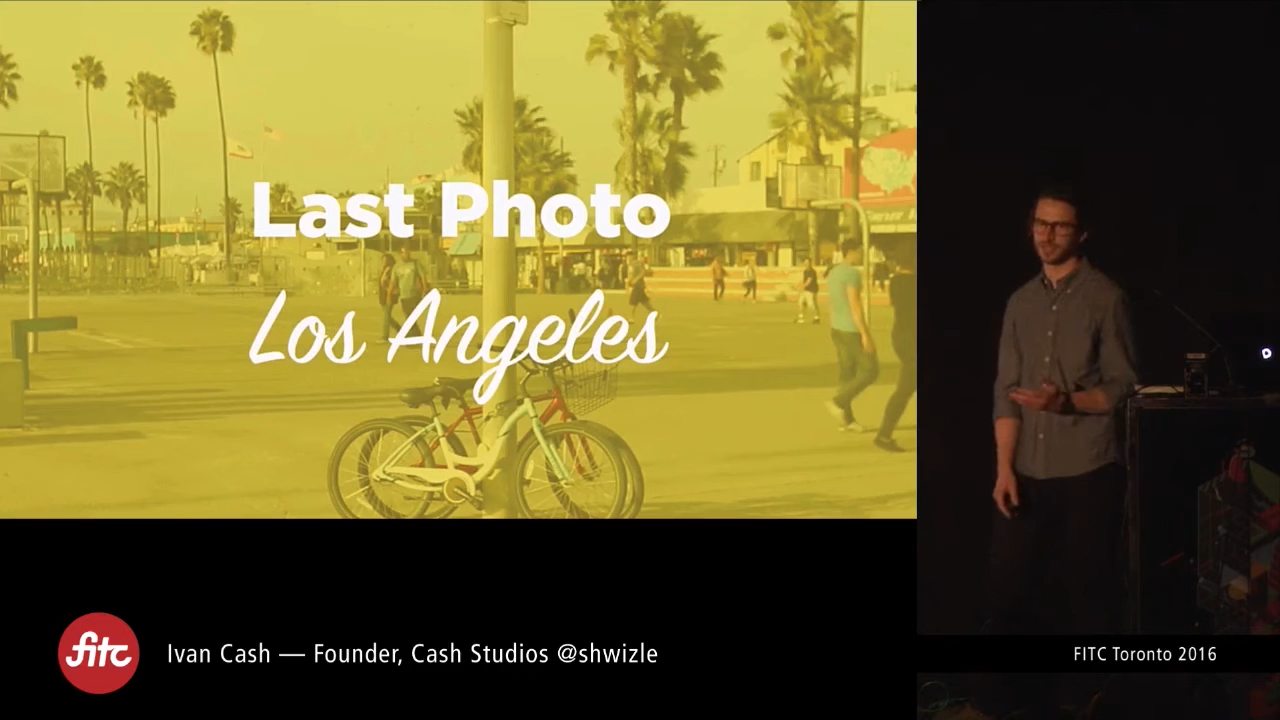 Last Photo
Los Angeles
fitc
Ivan Cash — Founder, Cash Studios @shwizle
FITC Toronto 2016